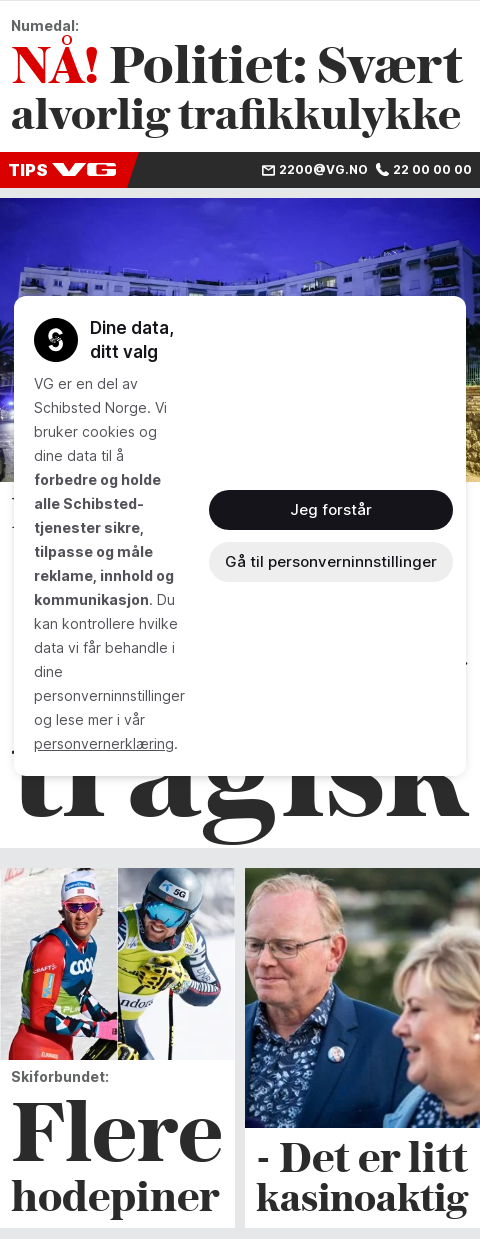 Numedal:
NÅ! Politiet: Svært
alvorlig trafikkulykke
TIPS VG
2200@VG.NO 22 00 00 00
Dine data,
ditt valg
VG er en del av
Schibsted Norge. Vi
bruker cookies og
dine data til å
forbedre og holde
alle Schibsted-
tjenester sikre,
tilpasse og måle
reklame, innhold og
kommunikasjon. Du
kan kontrollere hvilke
data vi får behandle i
dine
personverninnstillinger
og lese mer i vår
personvernerklæring.
Jeg forstår
Gå til personverninnstillinger
tragisk
Skiforbundet:
Flere
hodepiner
- Det er litt
kasinoaktig